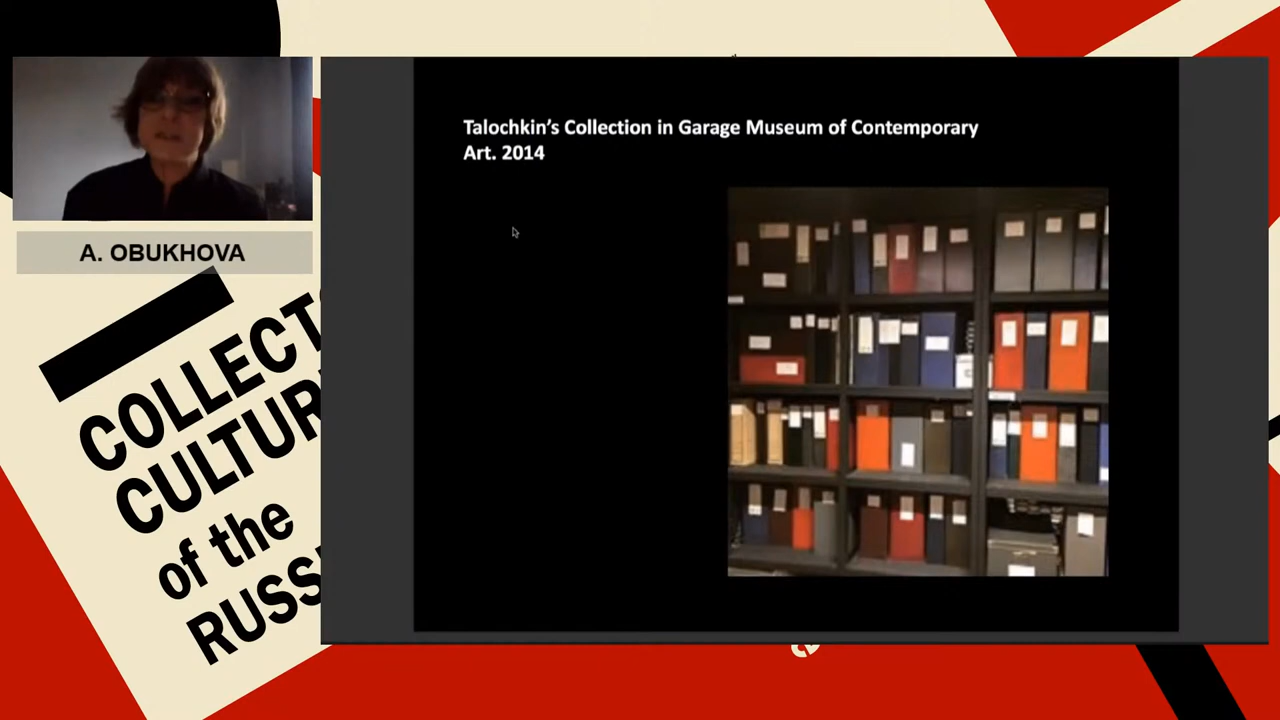 Talochkin's Collection in Garage Museum of Contemporary
Art. 2014
A. OBUKHOVA
COLLECT
CULTUR
of the
RUSS